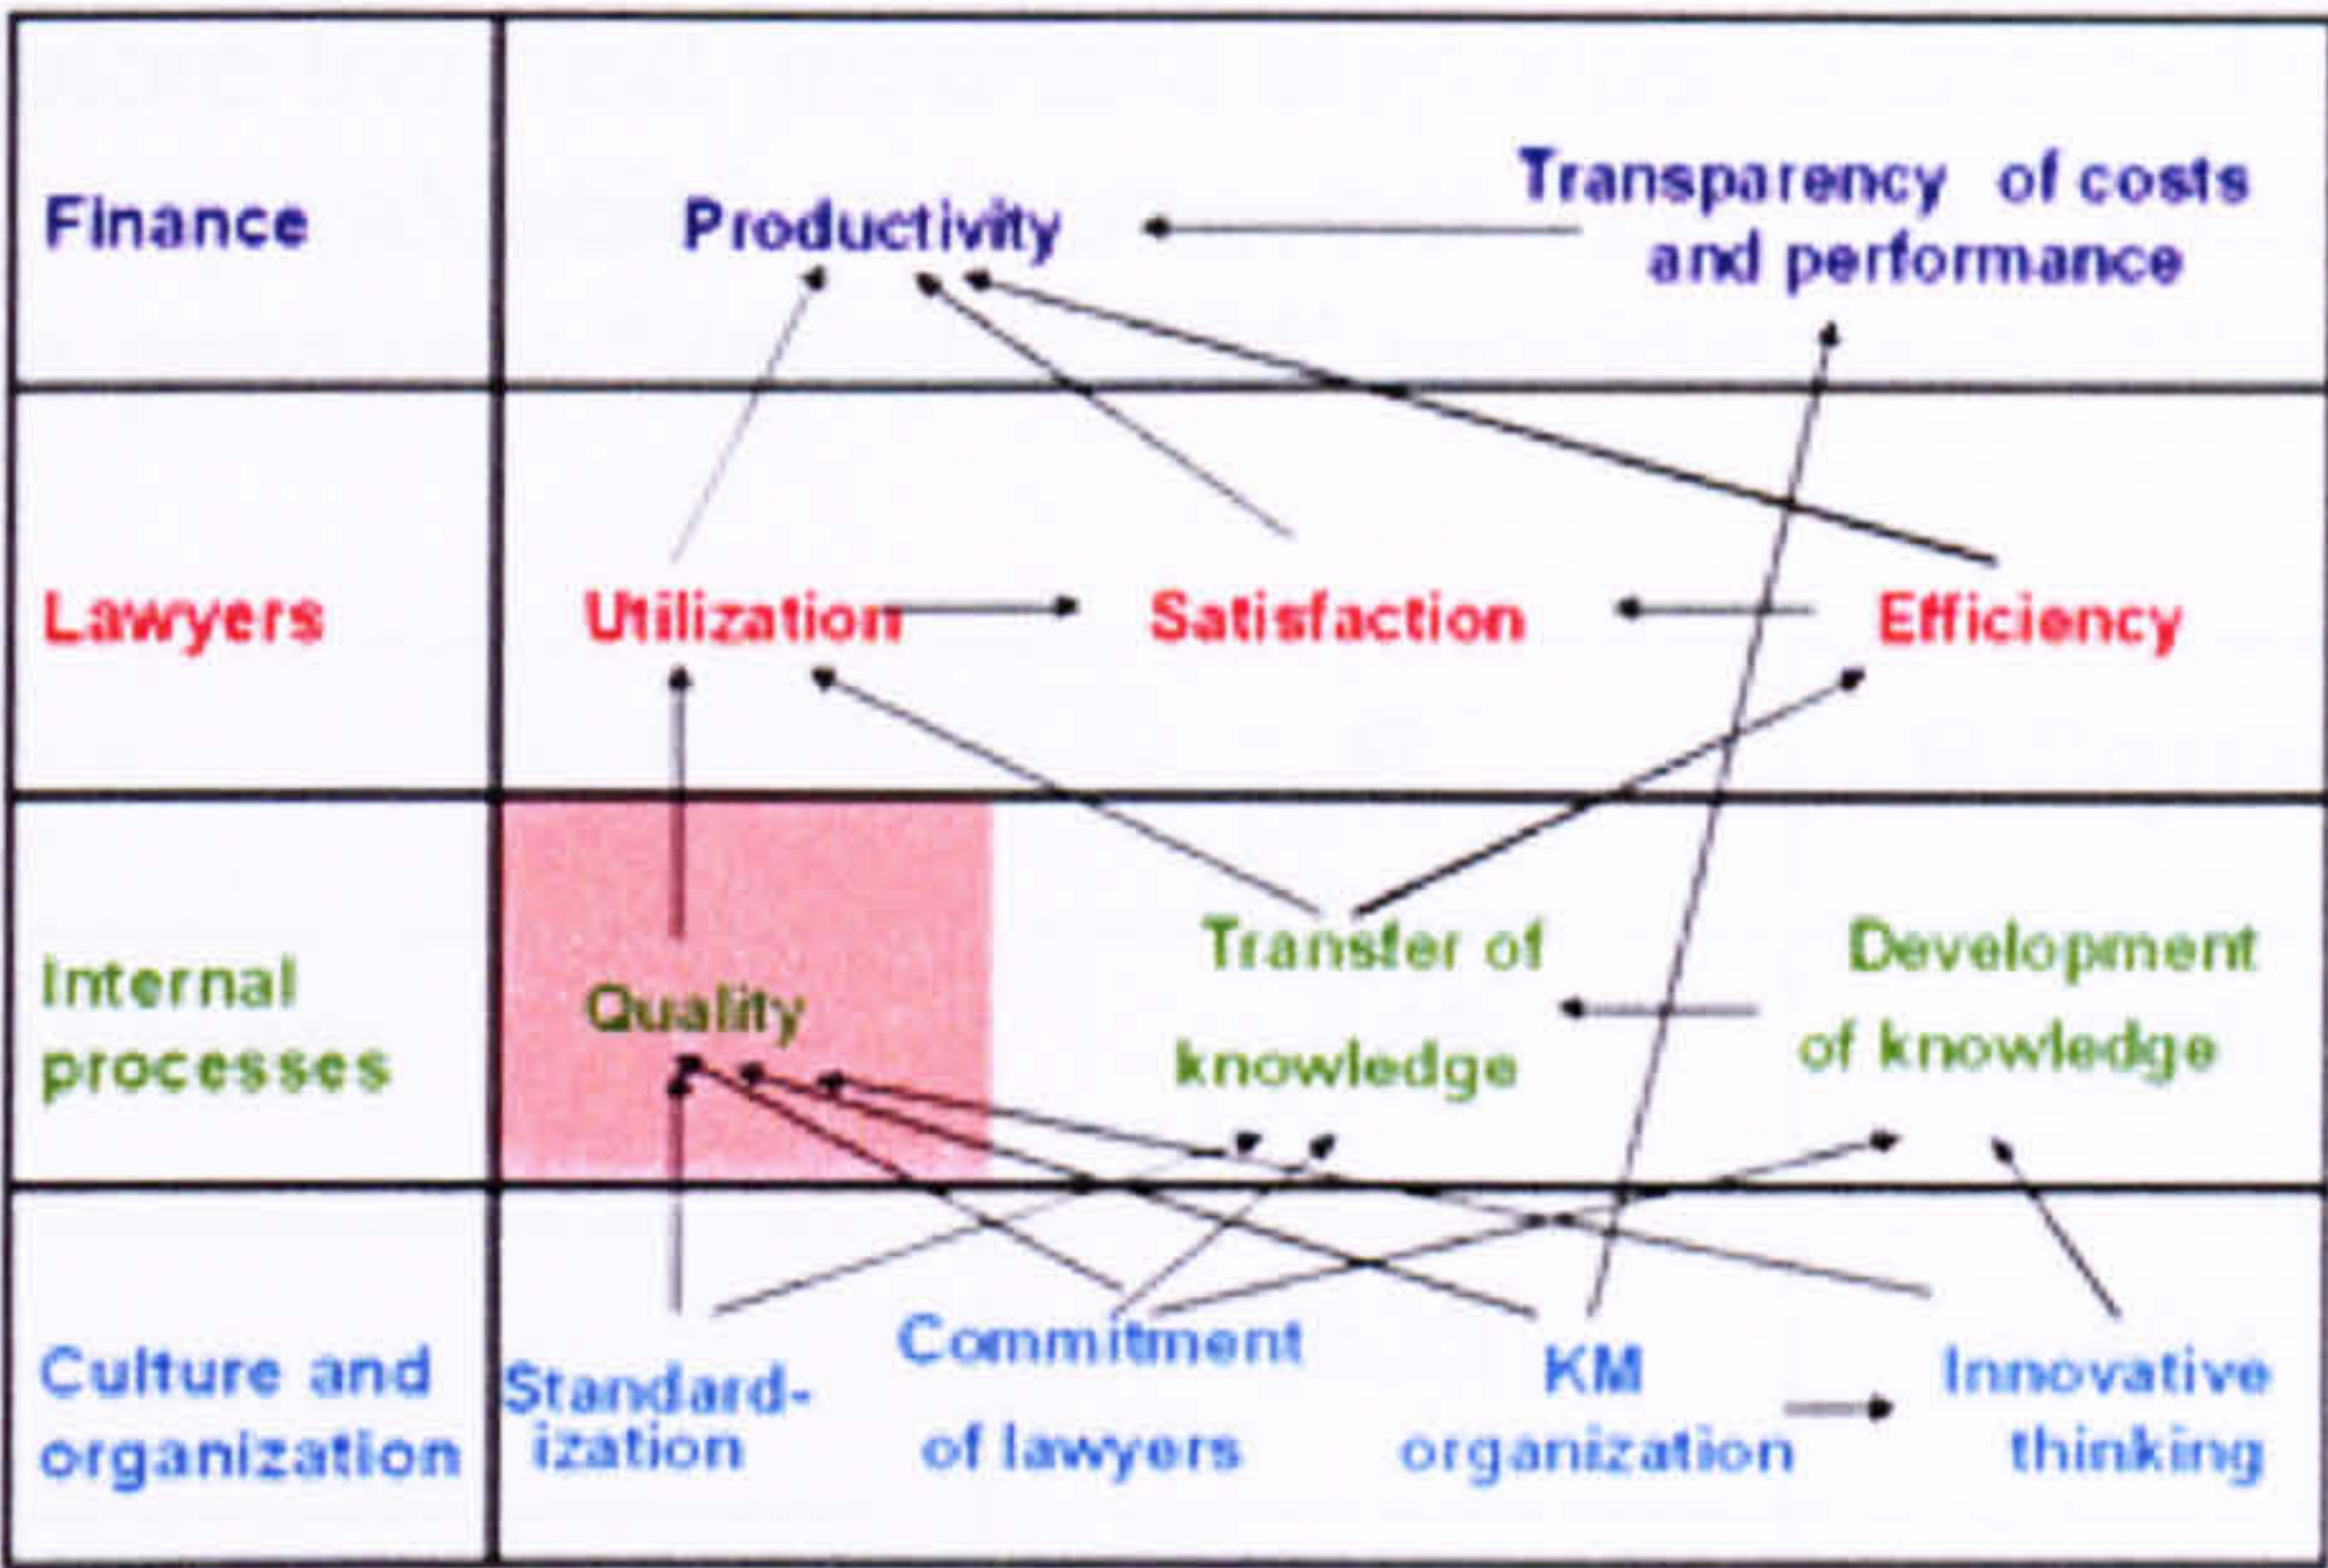 Finance
Productivity
Transparency of costs
and performance
Lawyers
Utilization
Satisfaction
Efficiency
Internal
processes
Quality
Transfer of
knowledge
Development
of knowledge
Culture and
organization
Standard-
ization
Commitment
of lawyers
KM
organization
Innovative
thinking